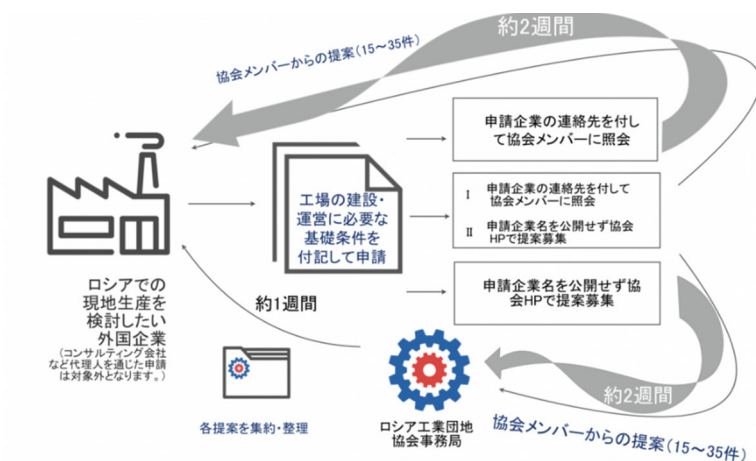 約2週間
協会メンバーからの提案(15～35件)
申請企業の連絡先を付し
て協会メンバーに照会
工場の建設・
運営に必要な
基礎条件を
付記して申請
I 申請企業の連絡先を付して
協会メンバーに照会
II 申請企業名を公開せず協会
HPで提案募集
申請企業名を公開せず協
会HPで提案募集
ロシアでの
現地生産を
検討したい
外国企業
(コンサルティング会社
など代理人を通じた申請
は対象外となります。)
約1週間
各提案を集約・整理
ロシア工業団地
協会事務局
約2週間
協会メンバーからの提案(15～35件)